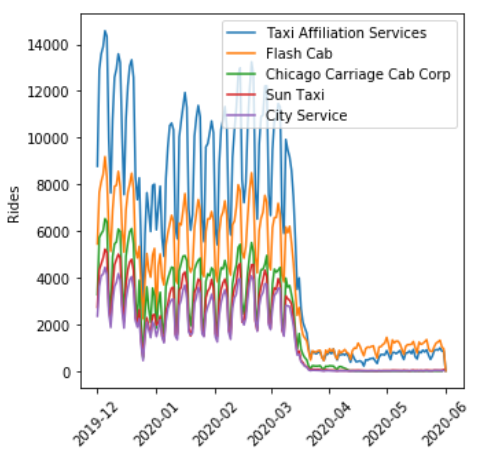 Taxi Affiliation Services
Flash Cab
Chicago Carriage Cab Corp
Sun Taxi
City Service
Rides
14000
12000
10000
8000
6000
4000
2000
0
2019-12
2020-01
2020-02
2020-03
2020-04
2020-05
2020-06